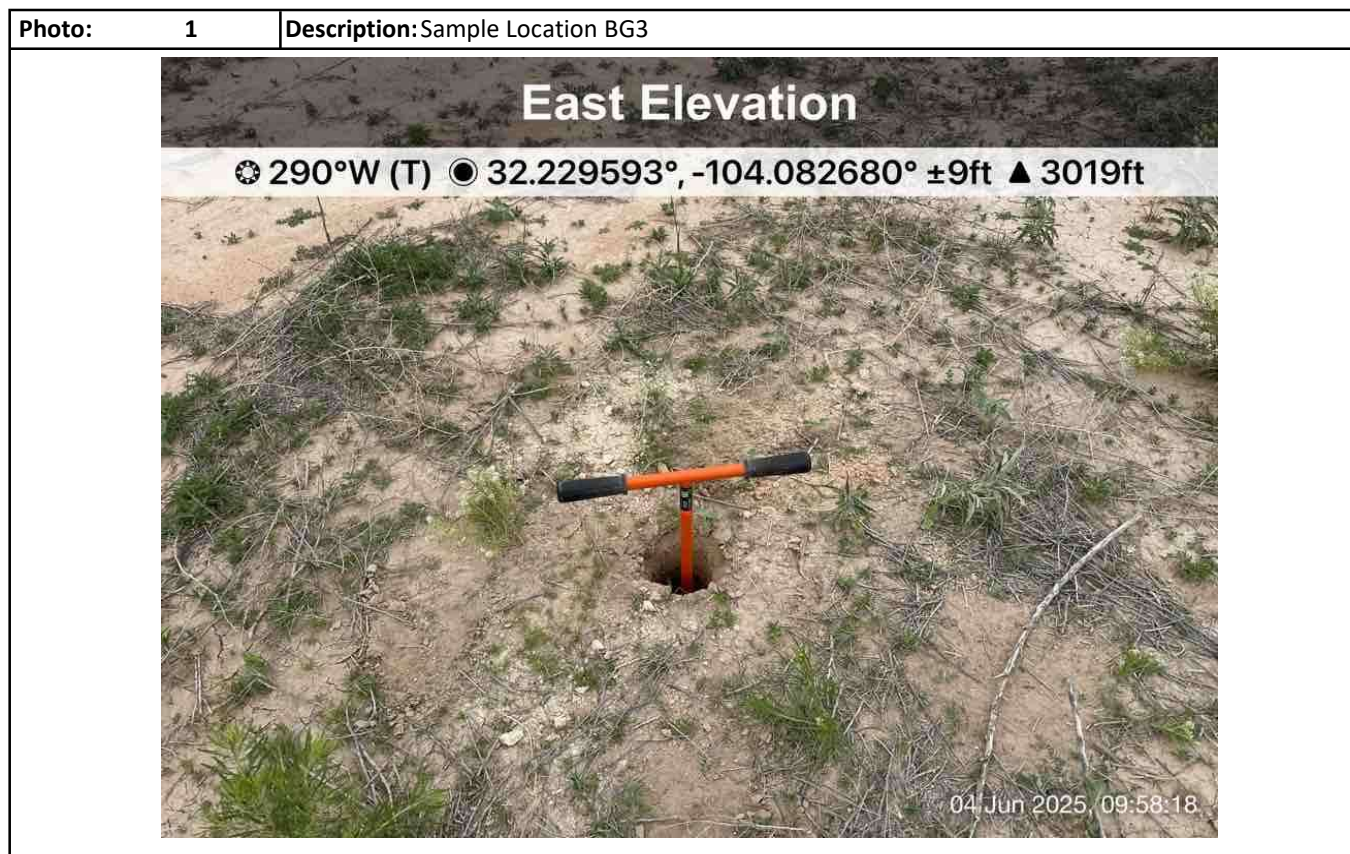 Photo: 1 Description: Sample Location BG3
East Elevation
290°W (T) 32.229593°, -104.082680° ±9ft ▲ 3019ft
04 Jun 2025, 09:58:18